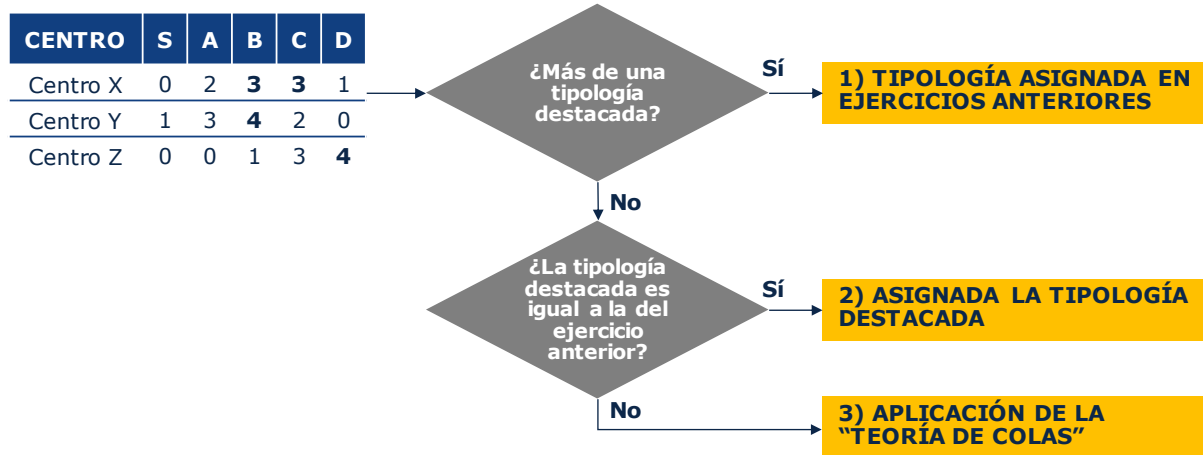 CENTRO S A B C D
Centro X 0 2 3 3 1
Centro Y 1 3 4 2 0
Centro Z 0 0 1 3 4
¿Más de una
tipología
destacada?
Sí
1) TIPOLOGÍA ASIGNADA EN
EJERCICIOS ANTERIORES
No
¿La tipología
destacada es
igual a la del
ejercicio
anterior?
Sí
2) ASIGNADA LA TIPOLOGÍA
DESTACADA
No
3) APLICACIÓN DE LA
“TEORÍA DE COLAS”